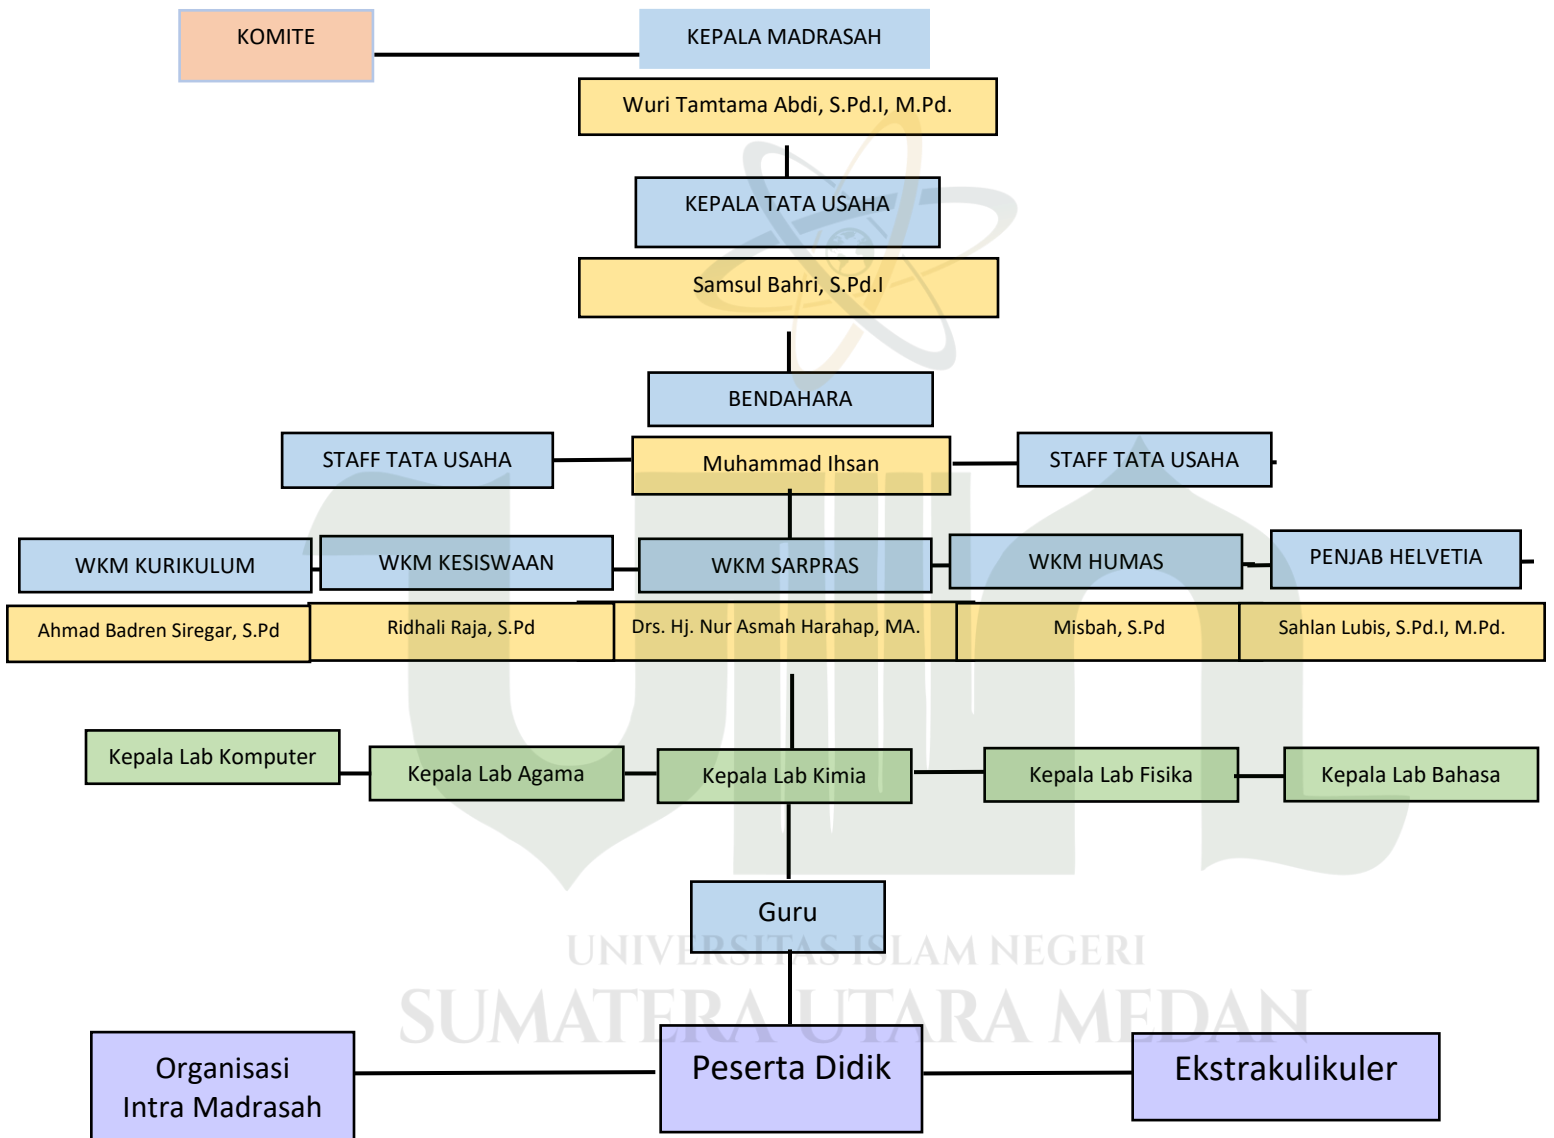 KOMITE
KEPALA MADRASAH
Wuri Tamtama Abdi, S.Pd.I, M.Pd.
KEPALA TATA USAHA
Samsul Bahri, S.Pd.I
BENDAHARA
STAFF TATA USAHA
Muhammad Ihsan
STAFF TATA USAHA
WKM KURIKULUM
WKM KESISWAAN
WKM SARPRAS
WKM HUMAS
PENJAB HELVETIA
Ahmad Badren Siregar, S.Pd
Ridhali Raja, S.Pd
Drs. Hj. Nur Asmah Harahap, MA.
Misbah, S.Pd
Sahlan Lubis, S.Pd.I, M.Pd.
Kepala Lab Komputer
Kepala Lab Agama
Kepala Lab Kimia
Kepala Lab Fisika
Kepala Lab Bahasa
Guru
UNIVERSITAS ISLAM NEGERI
SUMATERA UTARA MEDAN
Organisasi
Intra Madrasah
Peserta Didik
Ekstrakulikuler